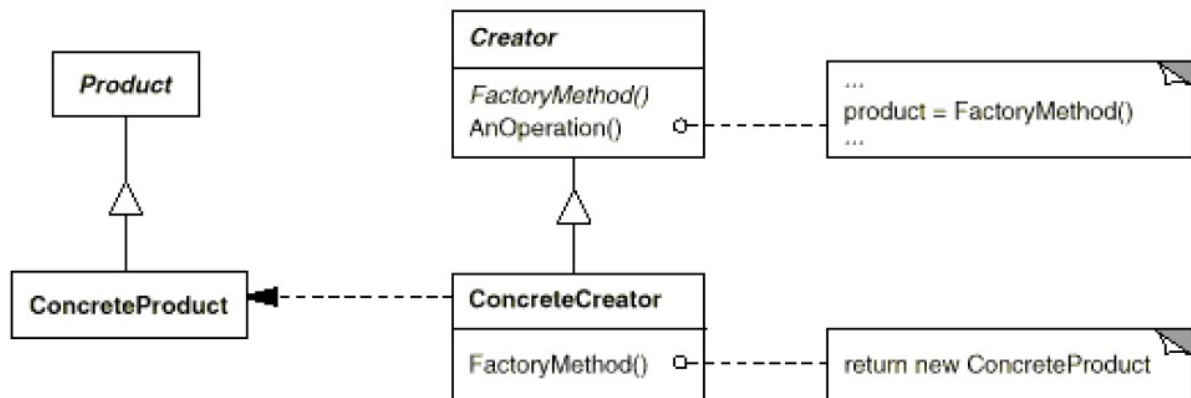 Product
ConcreteProduct
Creator
FactoryMethod()
AnOperation()
...
product = FactoryMethod()
...
ConcreteCreator
FactoryMethod()
return new ConcreteProduct